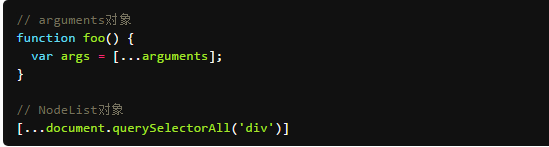 // arguments对象
function foo() {
  var args = [...arguments];
}

// NodeList对象
[...document.querySelectorAll('div')]